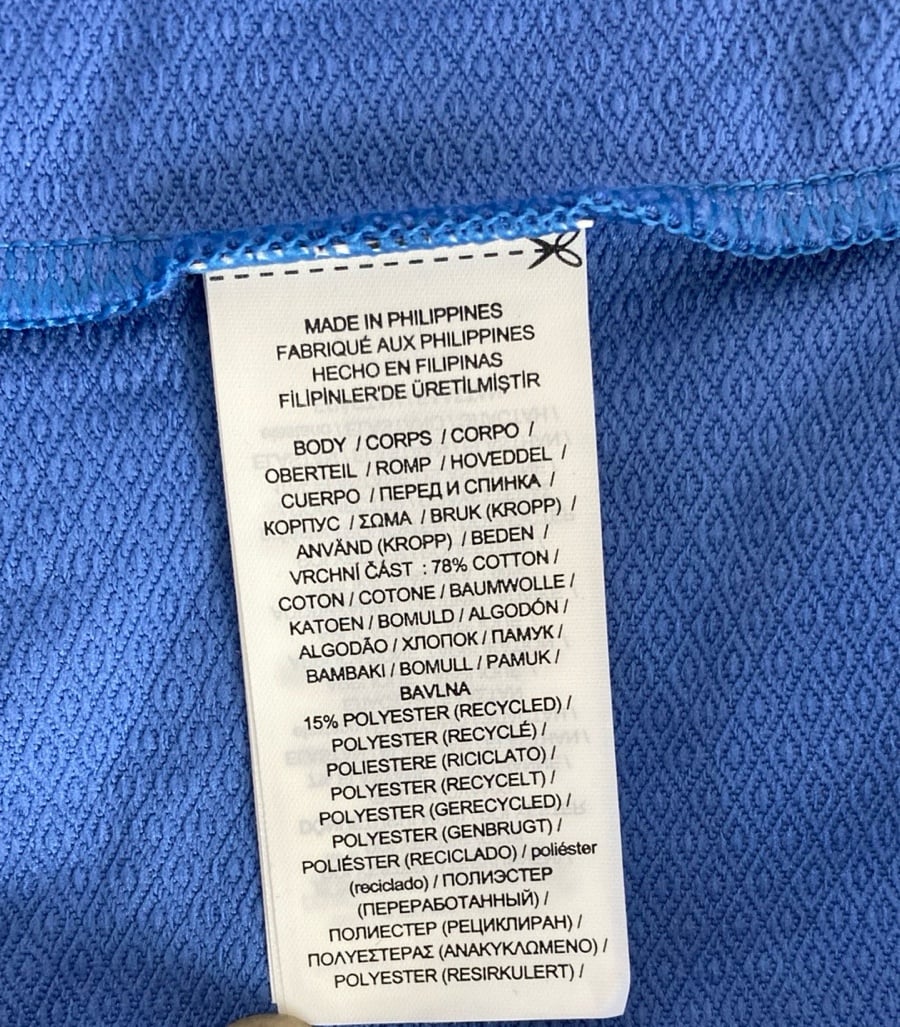 MADE IN PHILIPPINES
FABRIQUÉ AUX PHILIPPINES
HECHO EN FILIPINAS
FİLİPİNLER'DE ÜRETİLMİŞTİR
BODY / CORPS / CORPO /
OBERTEIL / ROMP / HOVEDDEL /
CUERPO / ПЕРЕД И СПИНКА /
КОРПУС / ΣΩΜΑ / BRUK (KROPP) /
ANVÄND (KROPP) / BEDEN /
VRCHNÍ ČÁST : 78% COTTON /
COTON / COTONE / BAUMWOLLE /
KATOEN / BOMULD / ALGODÓN /
ALGODÃO / ХЛОПОК / ПАМУК /
ΒΑΜΒΑΚΙ / BOMULL / PAMUK /
BAVLNA
15% POLYESTER (RECYCLED) /
POLYESTER (RECYCLÉ) /
POLIESTERE (RICICLATO) /
POLYESTER (RECYCELT) /
POLYESTER (GERECYCLED) /
POLYESTER (GENBRUGT) /
POLIÉSTER (RECICLADO) / poliéster
(reciclado) / ПОЛИЭСТЕР
(ПЕРЕРАБОТАННЫЙ) /
ПОЛИЕСТЕР (РЕЦИКЛИРАН) /
ΠΟΛΥΕΣΤΕΡΑΣ (ΑΝΑΚΥΚΛΩΜΕΝΟ) /
POLYESTER (RESIRKULERT) /